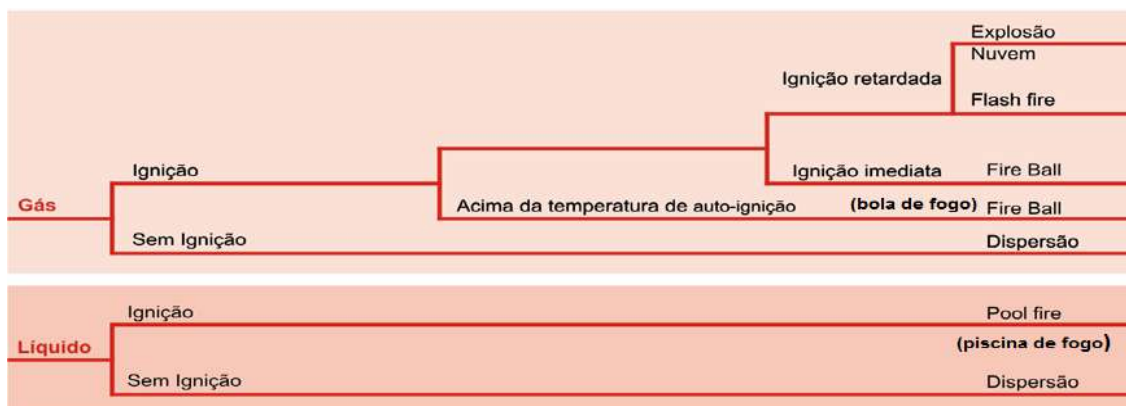 Explosão
Nuvem
Ignição retardada
Flash fire
Ignição
Ignição imediata Fire Ball
Gás
Acima da temperatura de auto-ignição (bola de fogo) Fire Ball
Sem Ignição Dispersão
Ignição Pool fire
Líquido (piscina de fogo)
Sem Ignição Dispersão